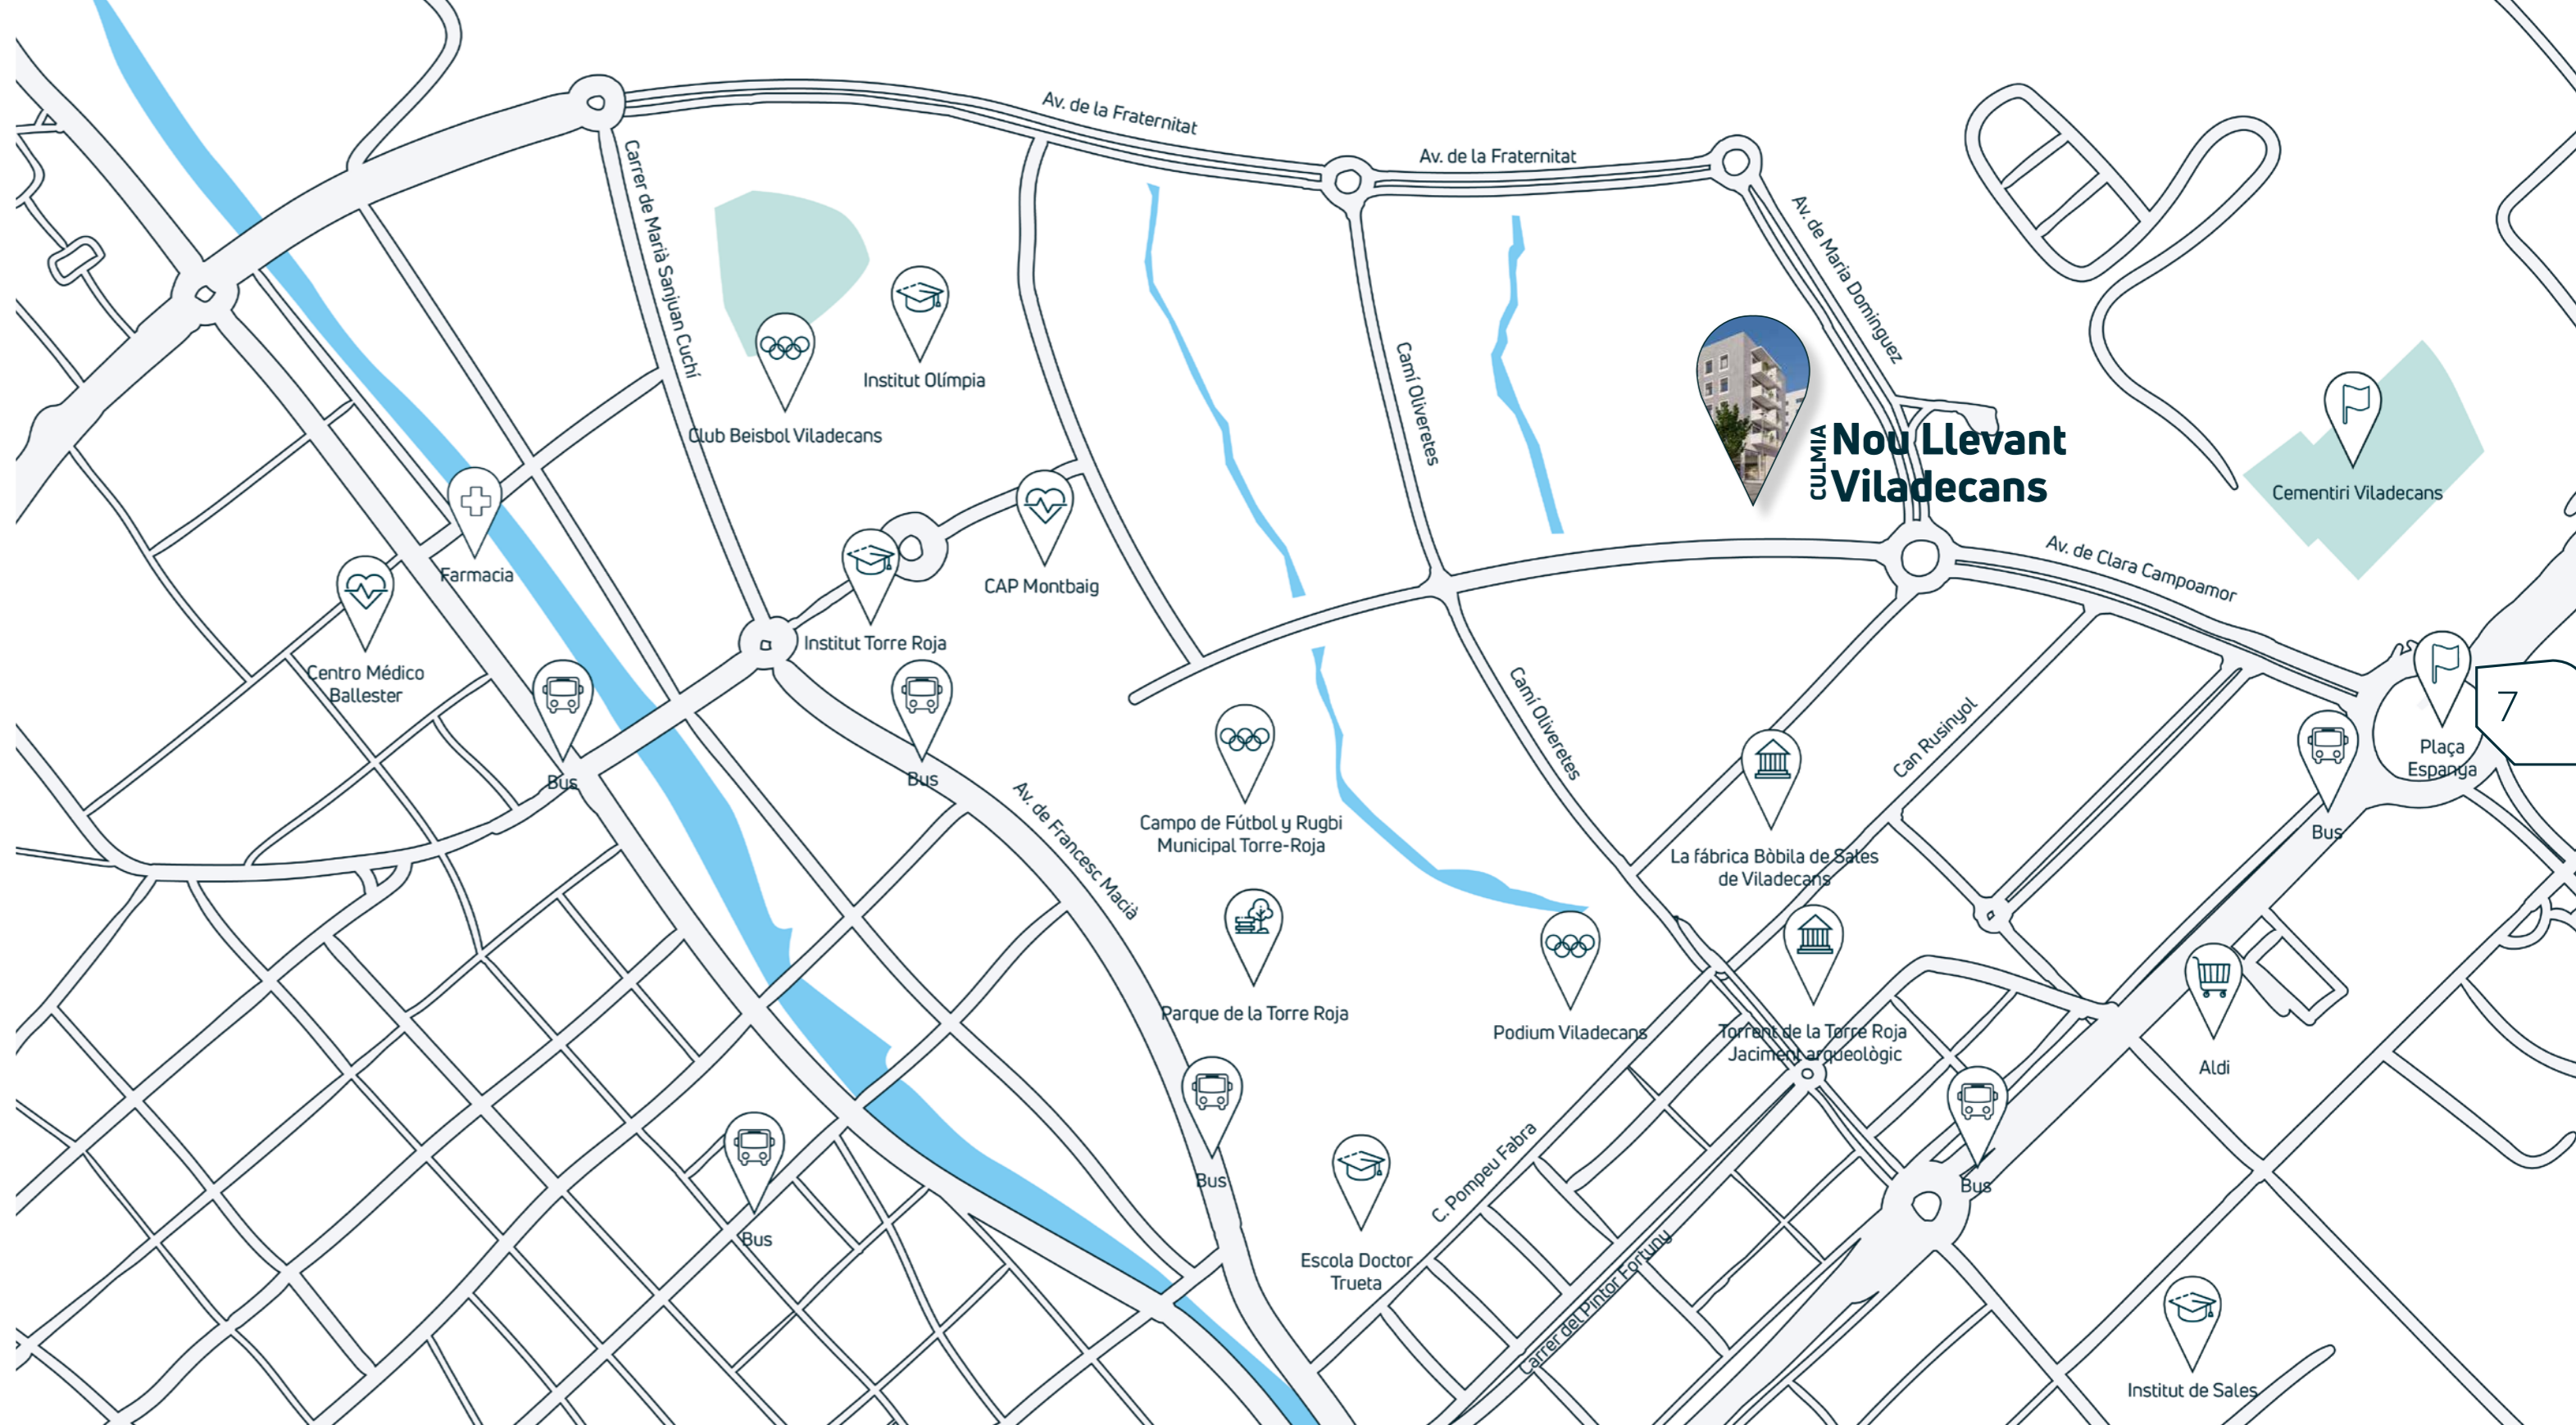 Av. de la Fraternitat
Av. de la Fraternitat
Carrer de Marià Sanjuan Cuchí
Av. de Maria Dominguez
Institut Olímpia
Club Beisbol Viladecans
Camí Oliveretes
CULMIA
Nou Llevant
Viladecans
Cementiri Viladecans
Farmacia
CAP Montbaig
Av. de Clara Campoamor
Institut Torre Roja
Centro Médico
Ballester
Camí Oliveretes
Can Rusinyol
7
Plaça
Espanya
Bus
Bus
Bus
Av. de Francesc Macià
Campo de Fútbol y Rugbi
Municipal Torre-Roja
La fábrica Bòbila de Sales
de Viladecans
Parque de la Torre Roja
Podium Viladecans
Torrent de la Torre Roja
Jaciment arqueològic
Aldi
C. Pompeu Fabra
Bus
Bus
Bus
Escola Doctor
Trueta
Carrer del Pintor Fortuny
Institut de Sales